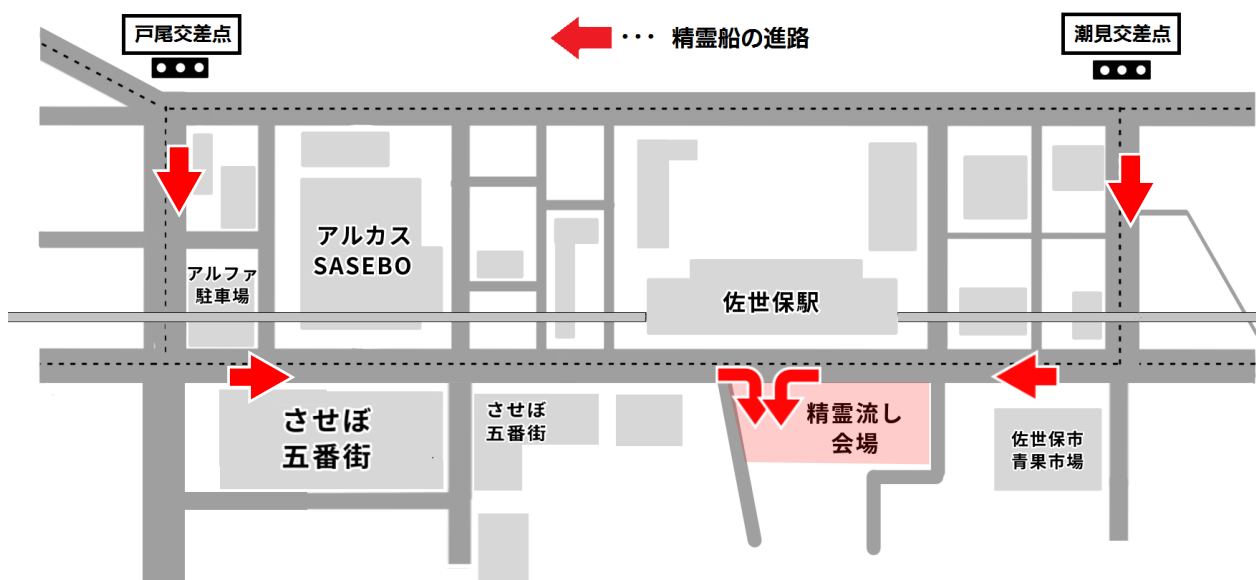 戸尾交差点
･･･ 精霊船の進路
潮見交差点
アルカス
SASEBO
アルファ
駐車場
佐世保駅
させぼ
五番街
させぼ
五番街
精霊流し
会場
佐世保市
青果市場